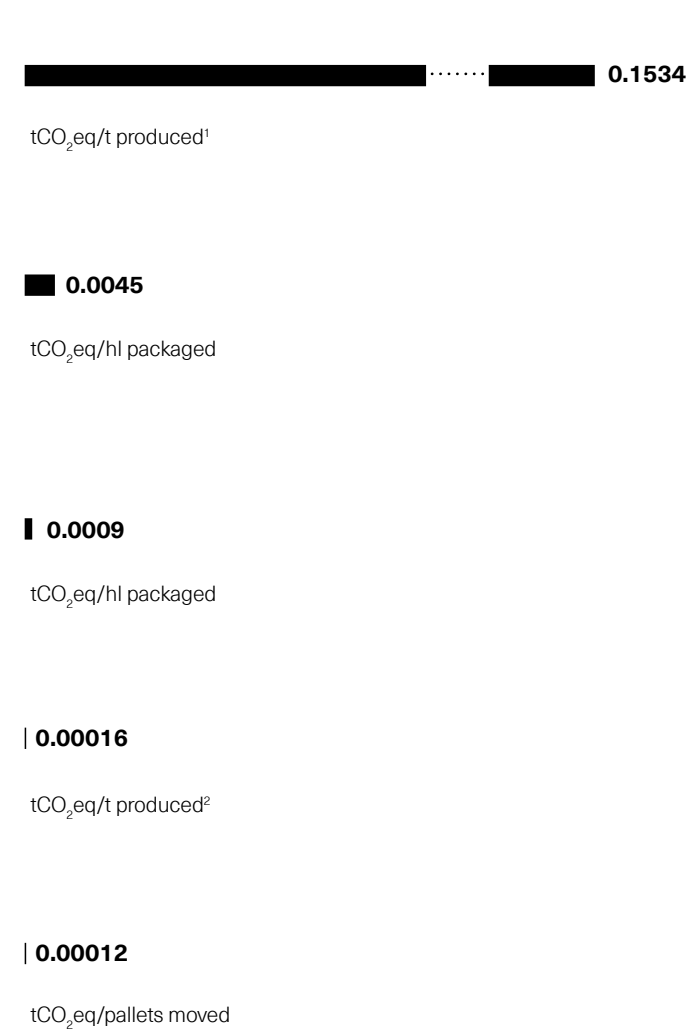 0.1534
tCO₂eq/t produced¹
0.0045
tCO₂eq/hl packaged
0.0009
tCO₂eq/hl packaged
0.00016
tCO₂eq/t produced²
0.00012
tCO₂eq/pallets moved